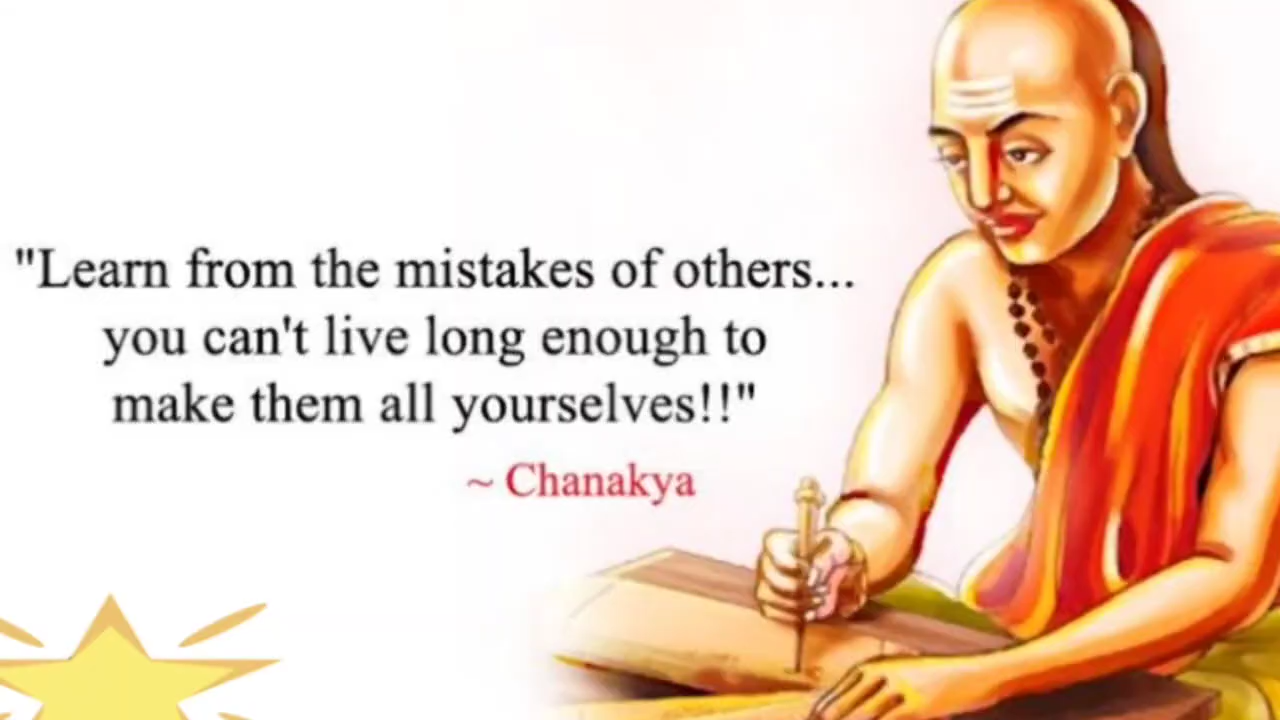 "Learn from the mistakes of others...
you can't live long enough to
make them all yourselves!!"
~ Chanakya